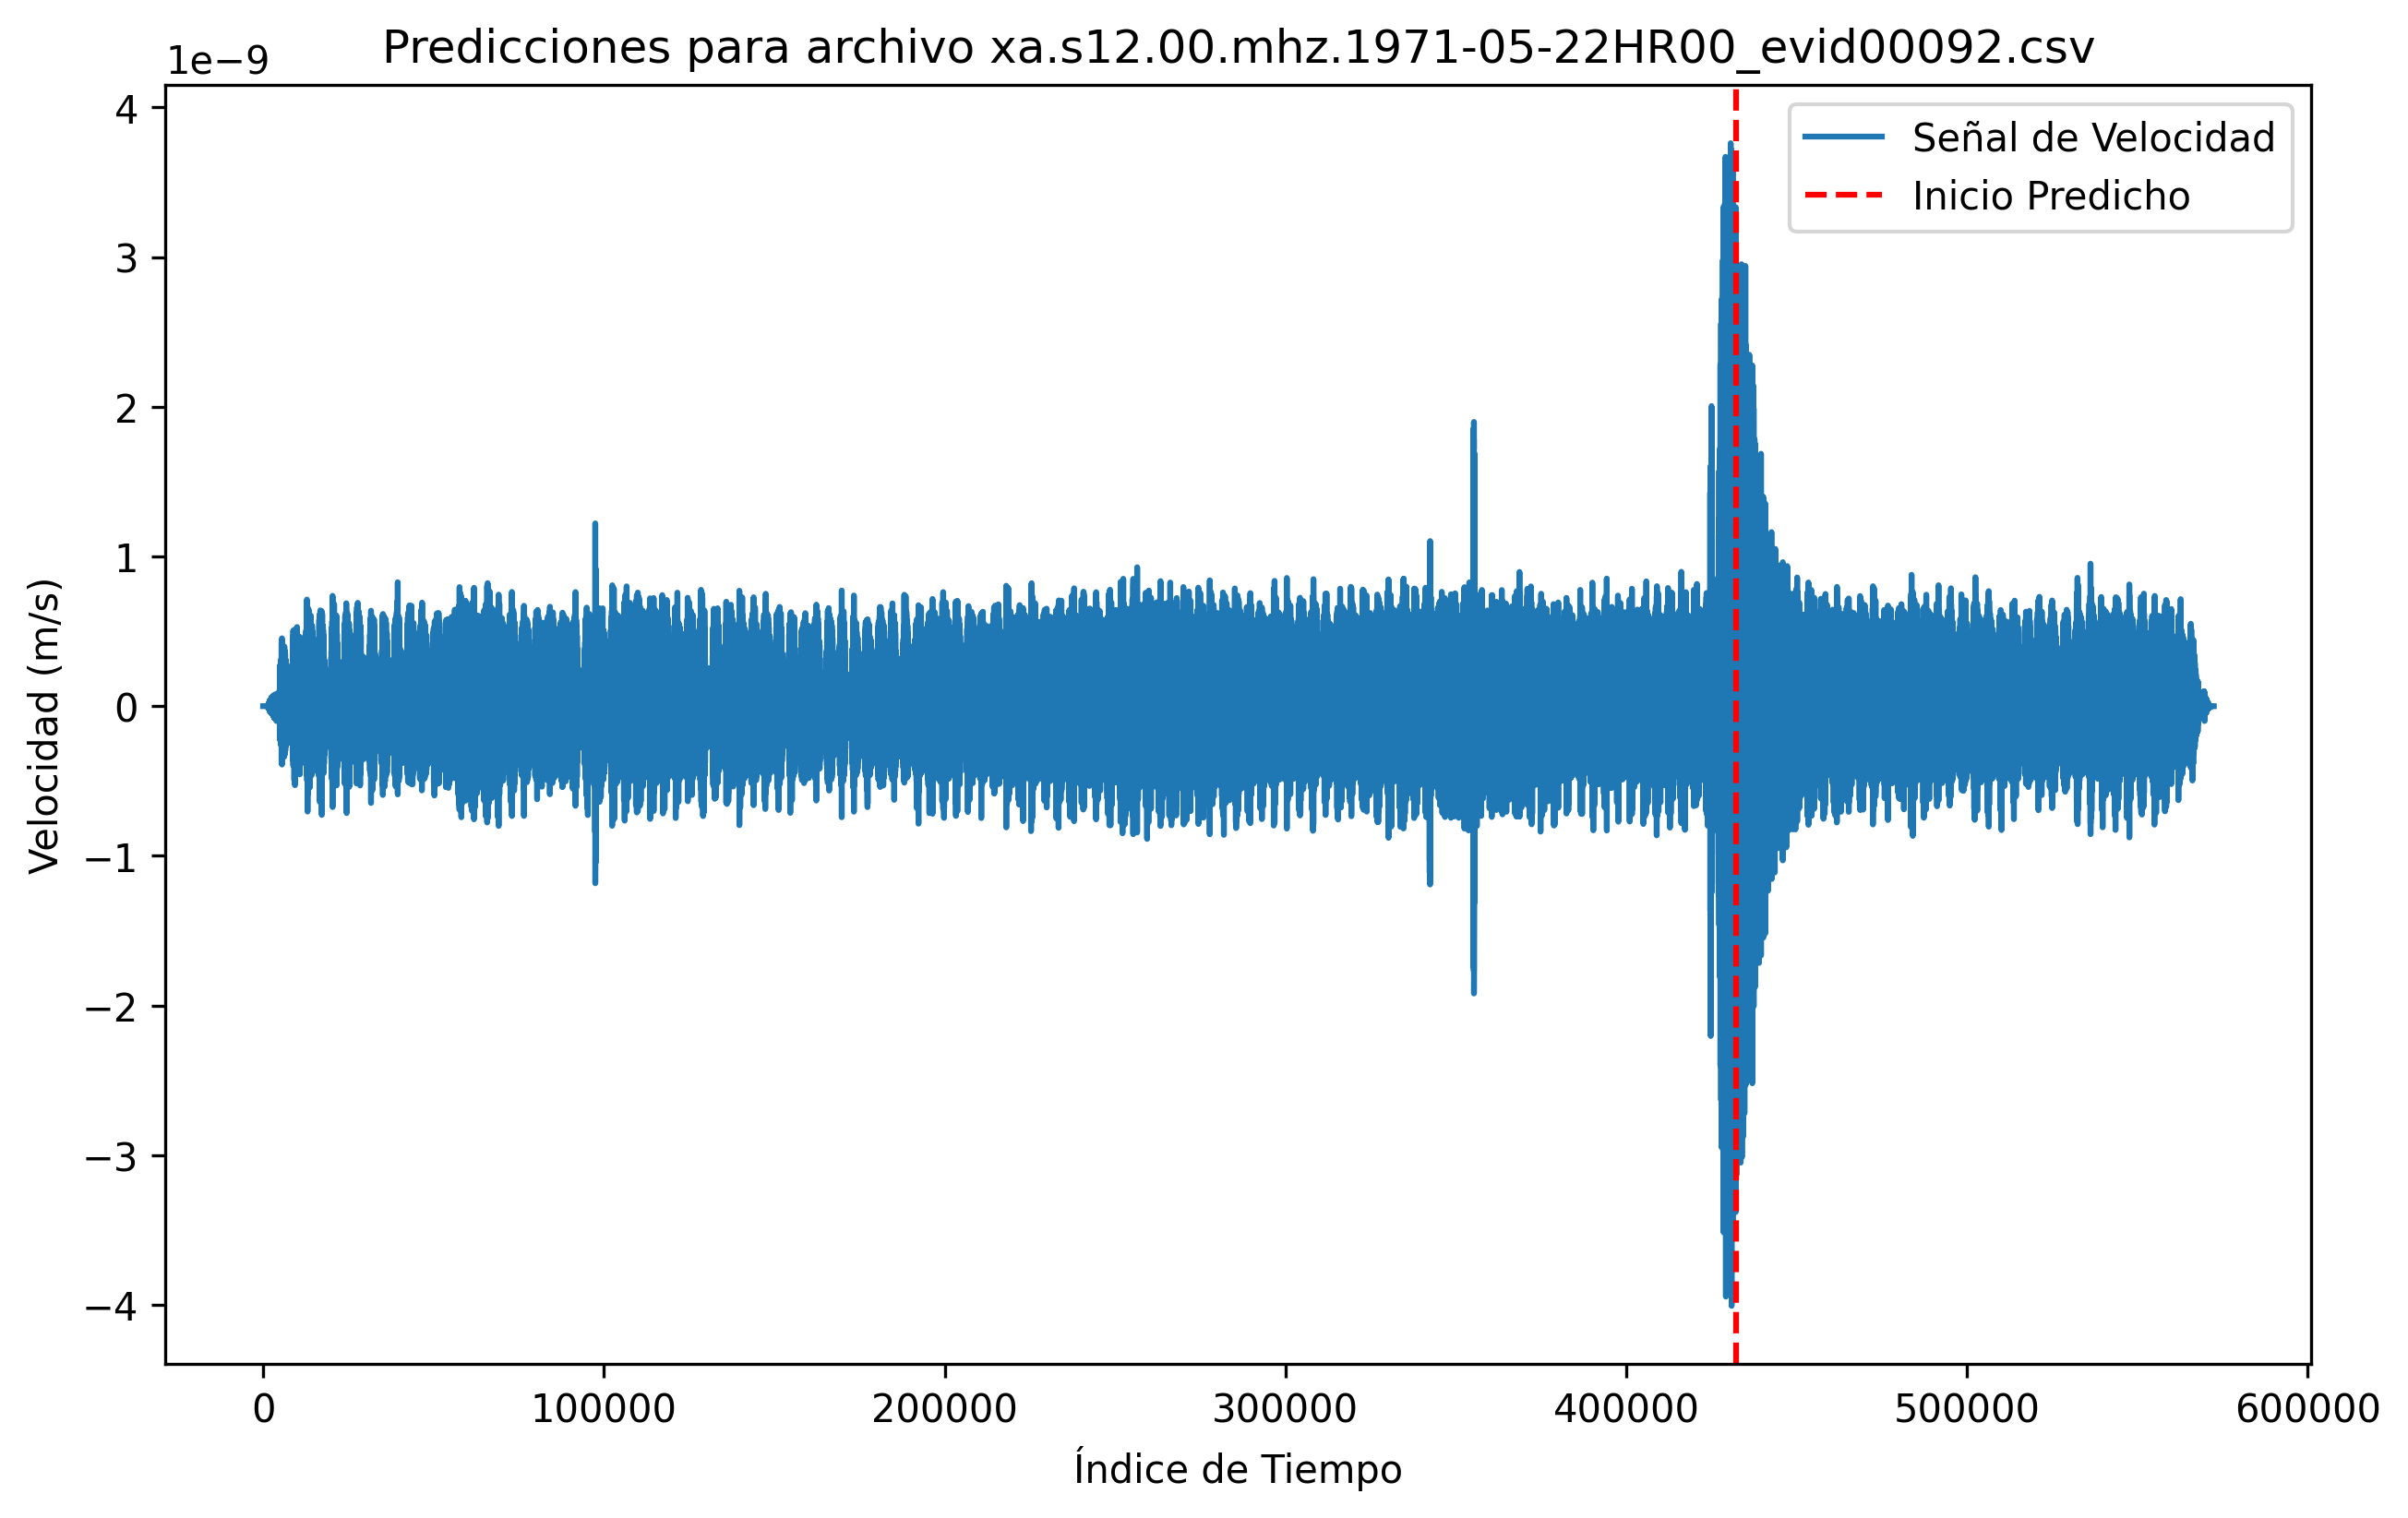 Predicciones para archivo xa.s12.00.mhz.1971-05-22HR00_evid00092.csv
1e−9
Señal de Velocidad
Inicio Predicho
4
3
2
1
0
−1
−2
−3
−4
Velocidad (m/s)
0 100000 200000 300000 400000 500000 600000
Índice de Tiempo